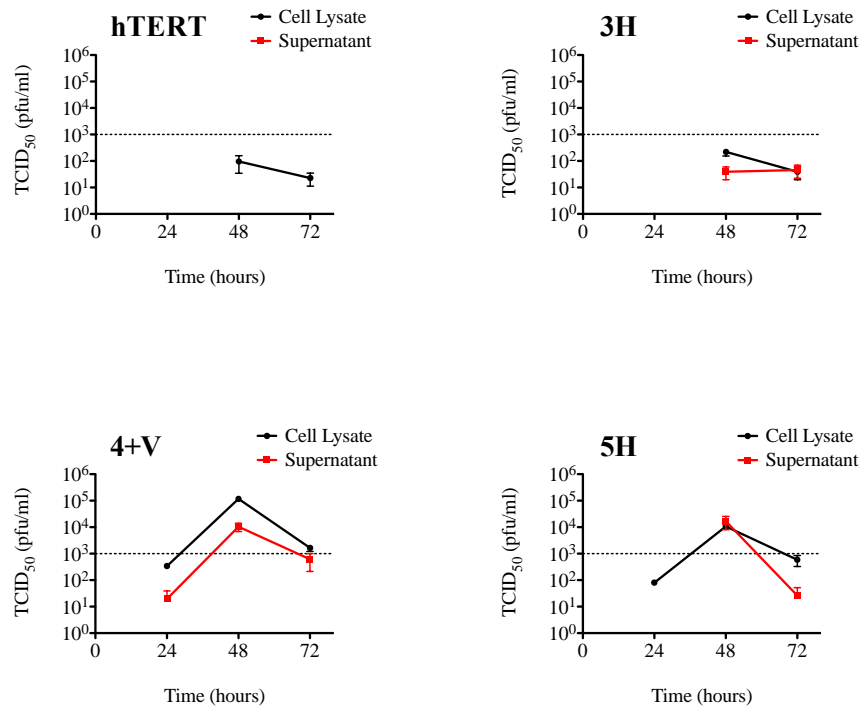 hTERT
Cell Lysate
Supernatant
TCID50 (pfu/ml)
10^6
10^5
10^4
10^3
10^2
10^1
10^0
0 24 48 72
Time (hours)
3H
Cell Lysate
Supernatant
TCID50 (pfu/ml)
10^6
10^5
10^4
10^3
10^2
10^1
10^0
0 24 48 72
Time (hours)
4+V
Cell Lysate
Supernatant
TCID50 (pfu/ml)
10^6
10^5
10^4
10^3
10^2
10^1
10^0
0 24 48 72
Time (hours)
5H
Cell Lysate
Supernatant
TCID50 (pfu/ml)
10^6
10^5
10^4
10^3
10^2
10^1
10^0
0 24 48 72
Time (hours)